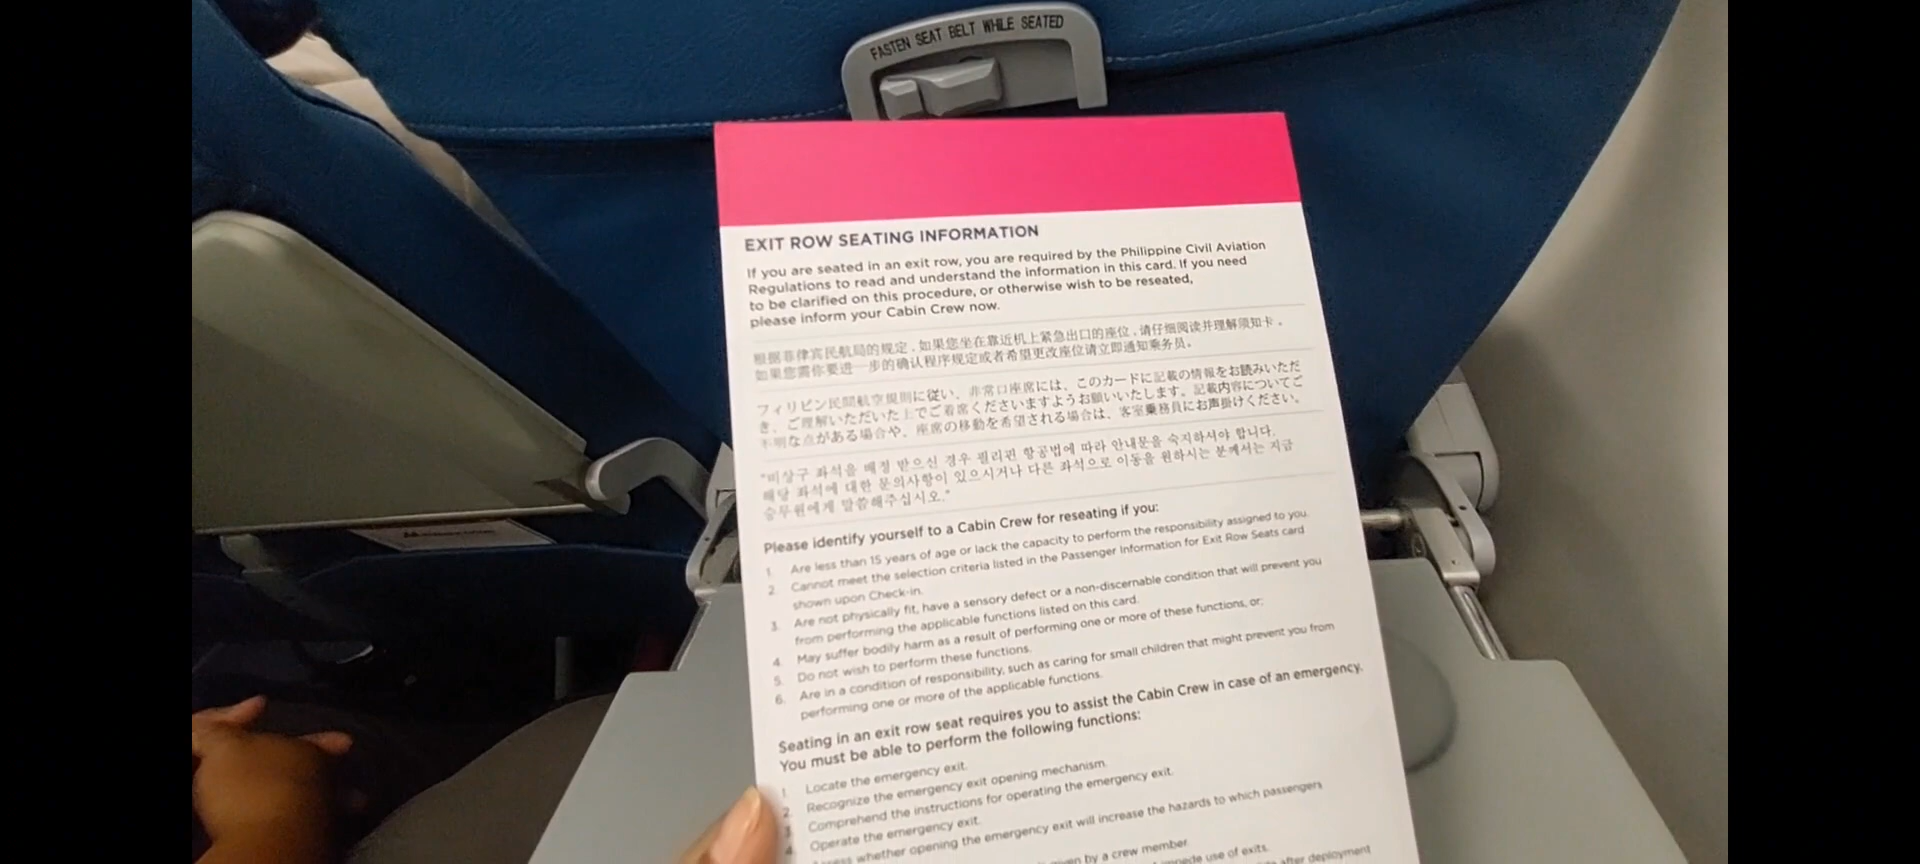 FASTEN SEAT BELT WHILE SEATED
EXIT ROW SEATING INFORMATION
If you are seated in an exit row, you are required by the Philippine Civil Aviation
Regulations to read and understand the information in this card. If you need
to be clarified on this procedure, or otherwise wish to be reseated,
please inform your Cabin Crew now.
根据菲律宾民航局的规定，如果您坐在靠近机上紧急出口的座位，请仔细阅读并理解须知卡。
如果您需你要进一步的确认程序规定或者希望更改座位请立即通知乘务员。
フィリピン民間航空規則に従い、非常口座席には、このカードに記載の情報をお読みいただ
き、ご理解いただいた上でご着席くださいますようお願いいたします。記載内容についてご
不明な点がある場合や、座席の移動を希望される場合は、客室乗務員にお声掛けください。
"비상구 좌석을 배정 받으신 경우 필리핀 항공법에 따라 안내문을 숙지하셔야 합니다.
해당 좌석에 대한 문의사항이 있으시거나 다른 좌석으로 이동을 원하시는 분께서는 지금
승무원에게 말씀해주십시오."
Please identify yourself to a Cabin Crew for reseating if you:
1. Are less than 15 years of age or lack the capacity to perform the responsibility assigned to you.
2. Cannot meet the selection criteria listed in the Passenger Information for Exit Row Seats card
shown upon Check-in.
3. Are not physically fit, have a sensory defect or a non-discernable condition that will prevent you
from performing the applicable functions listed on this card.
4. May suffer bodily harm as a result of performing one or more of these functions, or;
5. Do not wish to perform these functions.
6. Are in a condition of responsibility, such as caring for small children that might prevent you from
performing one or more of the applicable functions.
Seating in an exit row seat requires you to assist the Cabin Crew in case of an emergency.
You must be able to perform the following functions:
1. Locate the emergency exit.
2. Recognize the emergency exit opening mechanism.
3. Comprehend the instructions for operating the emergency exit.
4. Operate the emergency exit.
whether opening the emergency exit will increase the hazards to which passengers
by a crew member
impede use of exits.
after deployment